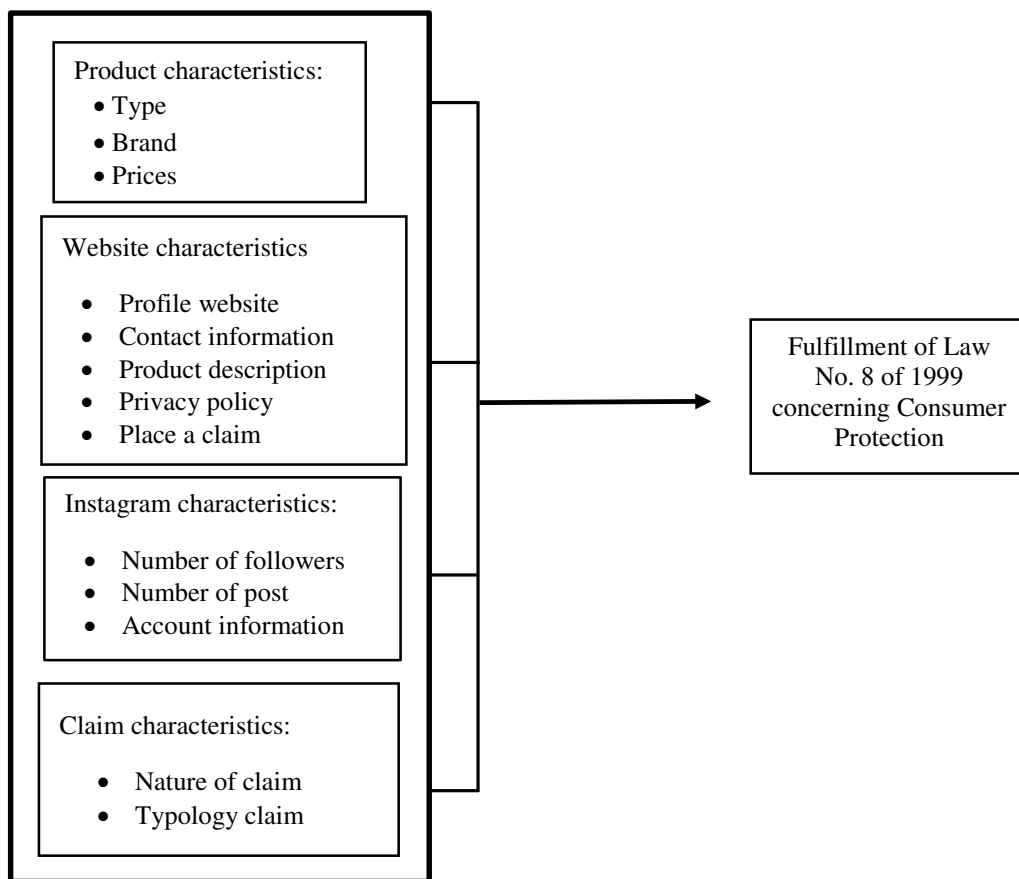 Product characteristics:
• Type
• Brand
• Prices
Website characteristics
• Profile website
• Contact information
• Product description
• Privacy policy
• Place a claim
Instagram characteristics:
• Number of followers
• Number of post
• Account information
Claim characteristics:
• Nature of claim
• Typology claim
Fulfillment of Law
No. 8 of 1999
concerning Consumer
Protection